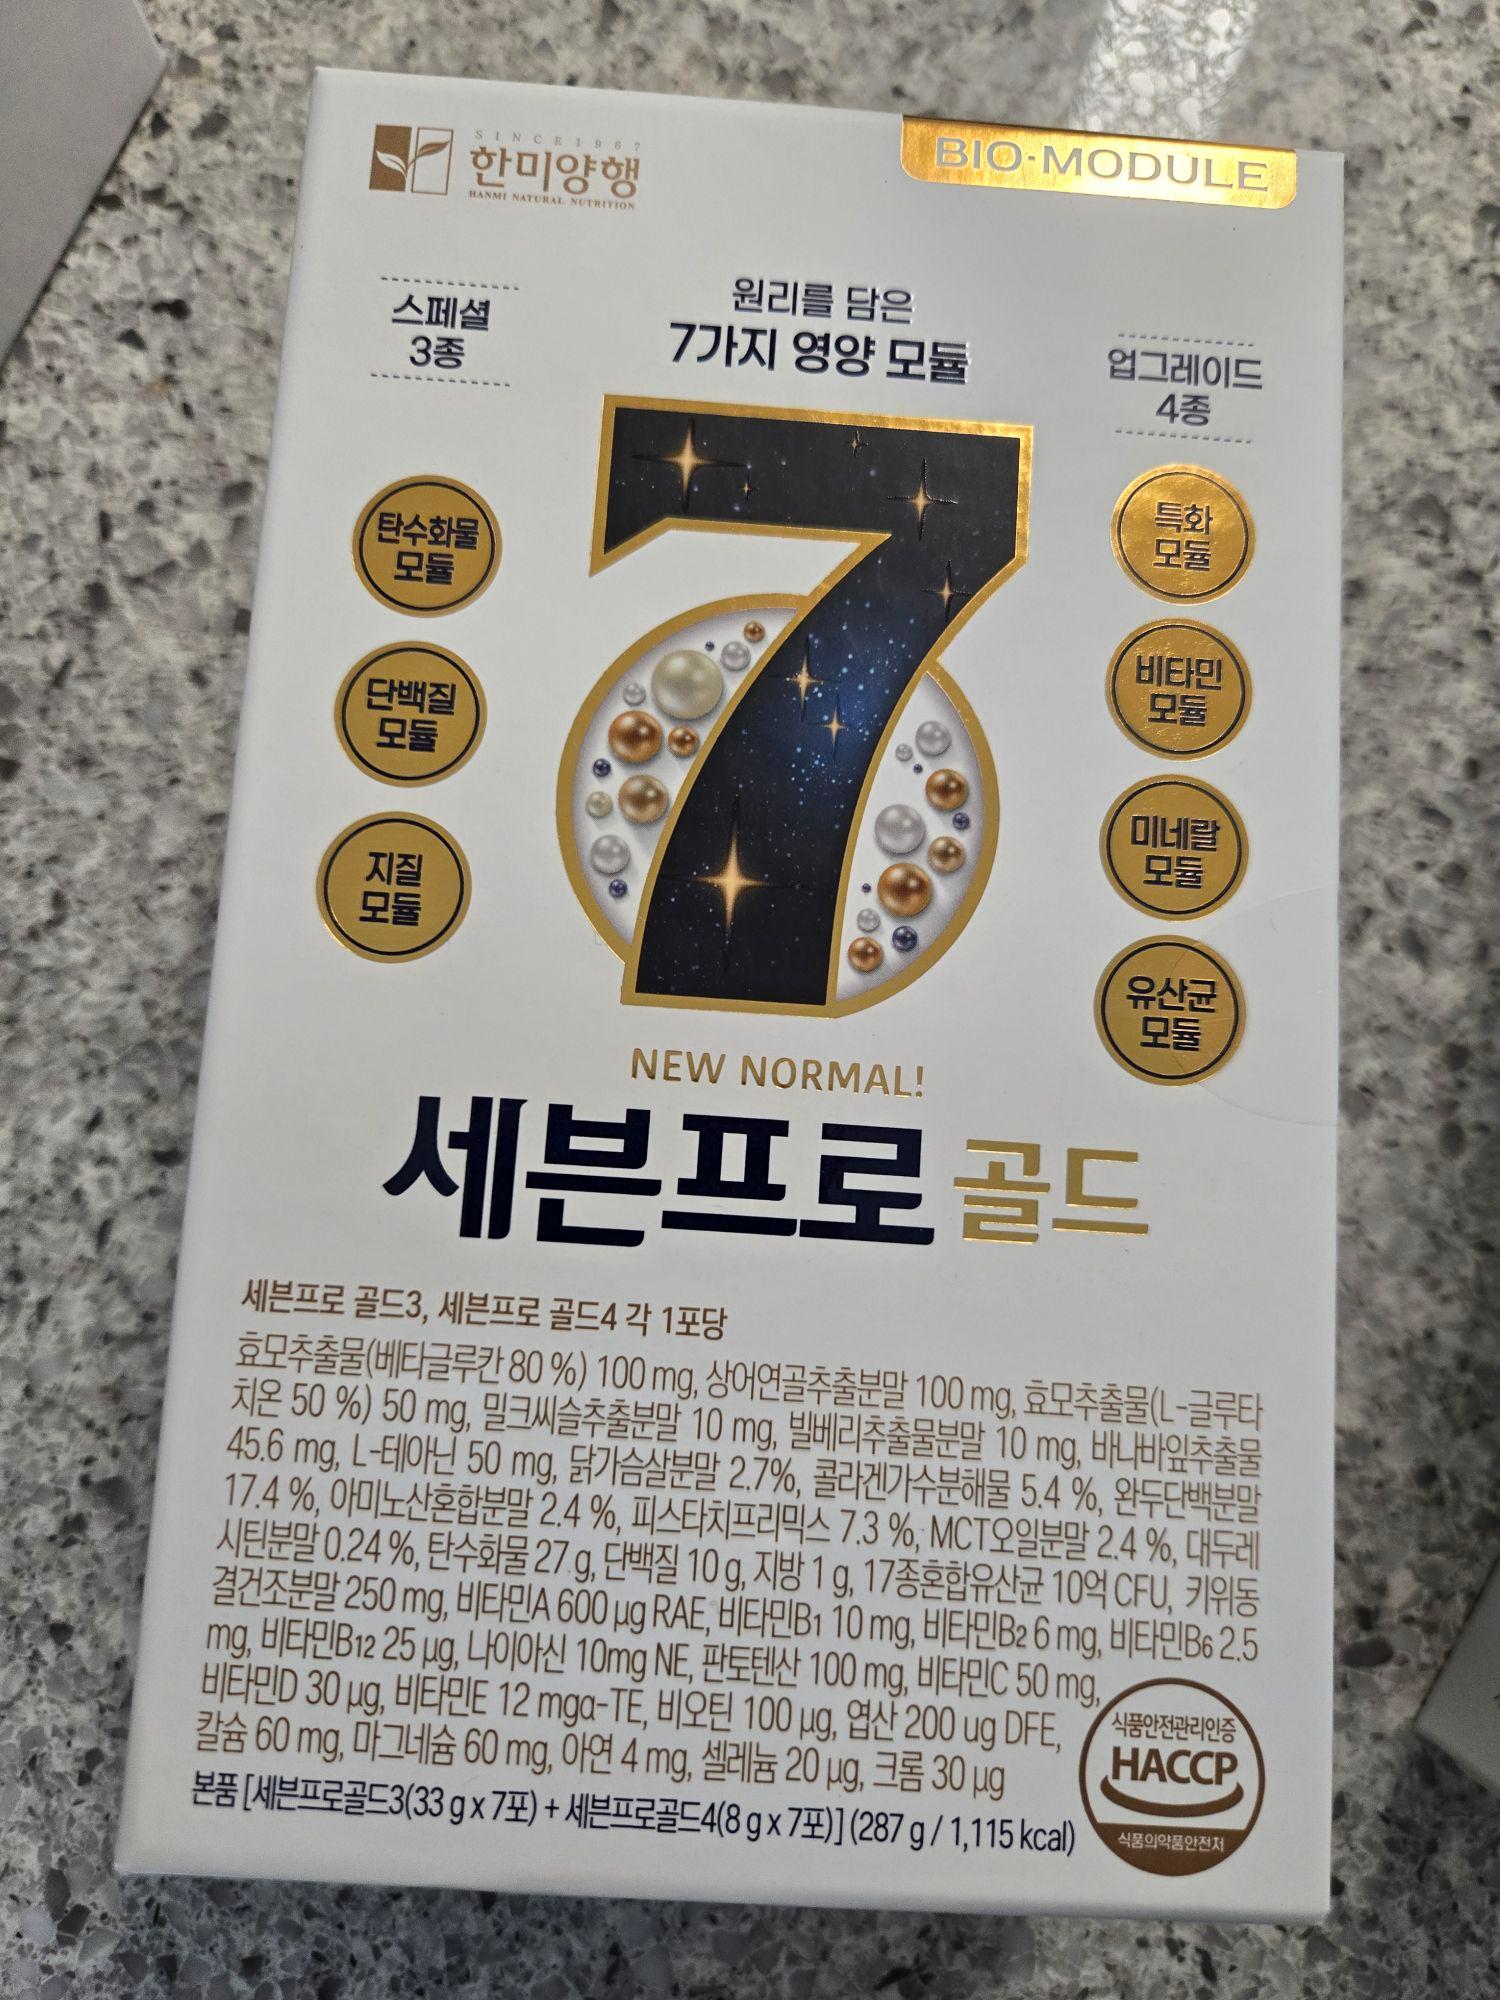 SINCE 1967
한미양행
HANMI NATURAL NUTRITION
BIO·MODULE
스페셜
3종
원리를 담은
7가지 영양 모듈
업그레이드
4종
7
탄수화물
모듈
단백질
모듈
지질
모듈
특화
모듈
비타민
모듈
미네랄
모듈
유산균
모듈
NEW NORMAL!
세븐프로 골드
세븐프로 골드3, 세븐프로 골드4 각 1포당
효모추출물(베타글루칸 80 %) 100 mg, 상어연골추출분말 100 mg, 효모추출물(L-글루타
치온 50 %) 50 mg, 밀크씨슬추출분말 10 mg, 빌베리추출물분말 10 mg, 바나바잎추출물
45.6 mg, L-테아닌 50 mg, 닭가슴살분말 2.7%, 콜라겐가수분해물 5.4 %, 완두단백분말
17.4 %, 아미노산혼합분말 2.4 %, 피스타치프리믹스 7.3 %, MCT오일분말 2.4 %, 대두레
시틴분말 0.24 %, 탄수화물 27 g, 단백질 10 g, 지방 1 g, 17종혼합유산균 10억 CFU, 키위동
결건조분말 250 mg, 비타민A 600 μg RAE, 비타민B1 10 mg, 비타민B2 6 mg, 비타민B6 2.5
mg, 비타민B12 25 μg, 나이아신 10mg NE, 판토텐산 100 mg, 비타민C 50 mg,
비타민D 30 μg, 비타민E 12 mgα-TE, 비오틴 100 μg, 엽산 200 ug DFE,
칼슘 60 mg, 마그네슘 60 mg, 아연 4 mg, 셀레늄 20 μg, 크롬 30 μg
본품 [세븐프로골드3(33 g x 7포) + 세븐프로골드4(8 g x 7포)] (287 g / 1,115 kcal)
식품안전관리인증
HACCP
식품의약품안전처